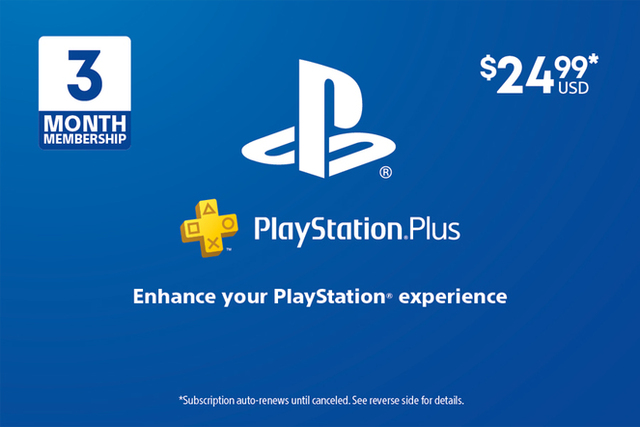 3
MONTH
MEMBERSHIP
$24.99*
USD
®
PlayStation®Plus
™
Enhance your PlayStation® experience
*Subscription auto-renews until canceled. See reverse side for details.